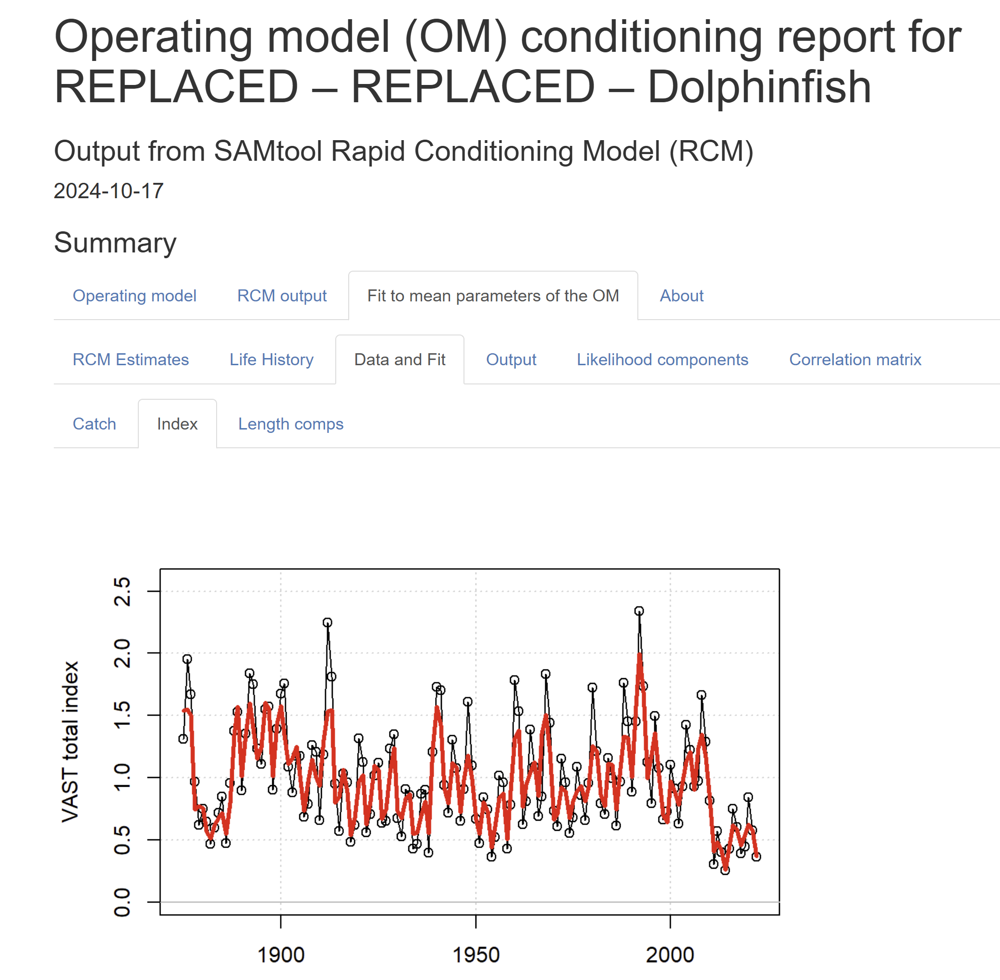 Operating model (OM) conditioning report for
REPLACED – REPLACED – Dolphinfish
Output from SAMtool Rapid Conditioning Model (RCM)
2024-10-17
Summary
Operating model RCM output Fit to mean parameters of the OM About
RCM Estimates Life History Data and Fit Output Likelihood components Correlation matrix
Catch Index Length comps
VAST total index
2.5
2.0
1.5
1.0
0.5
0.0
1900 1950 2000